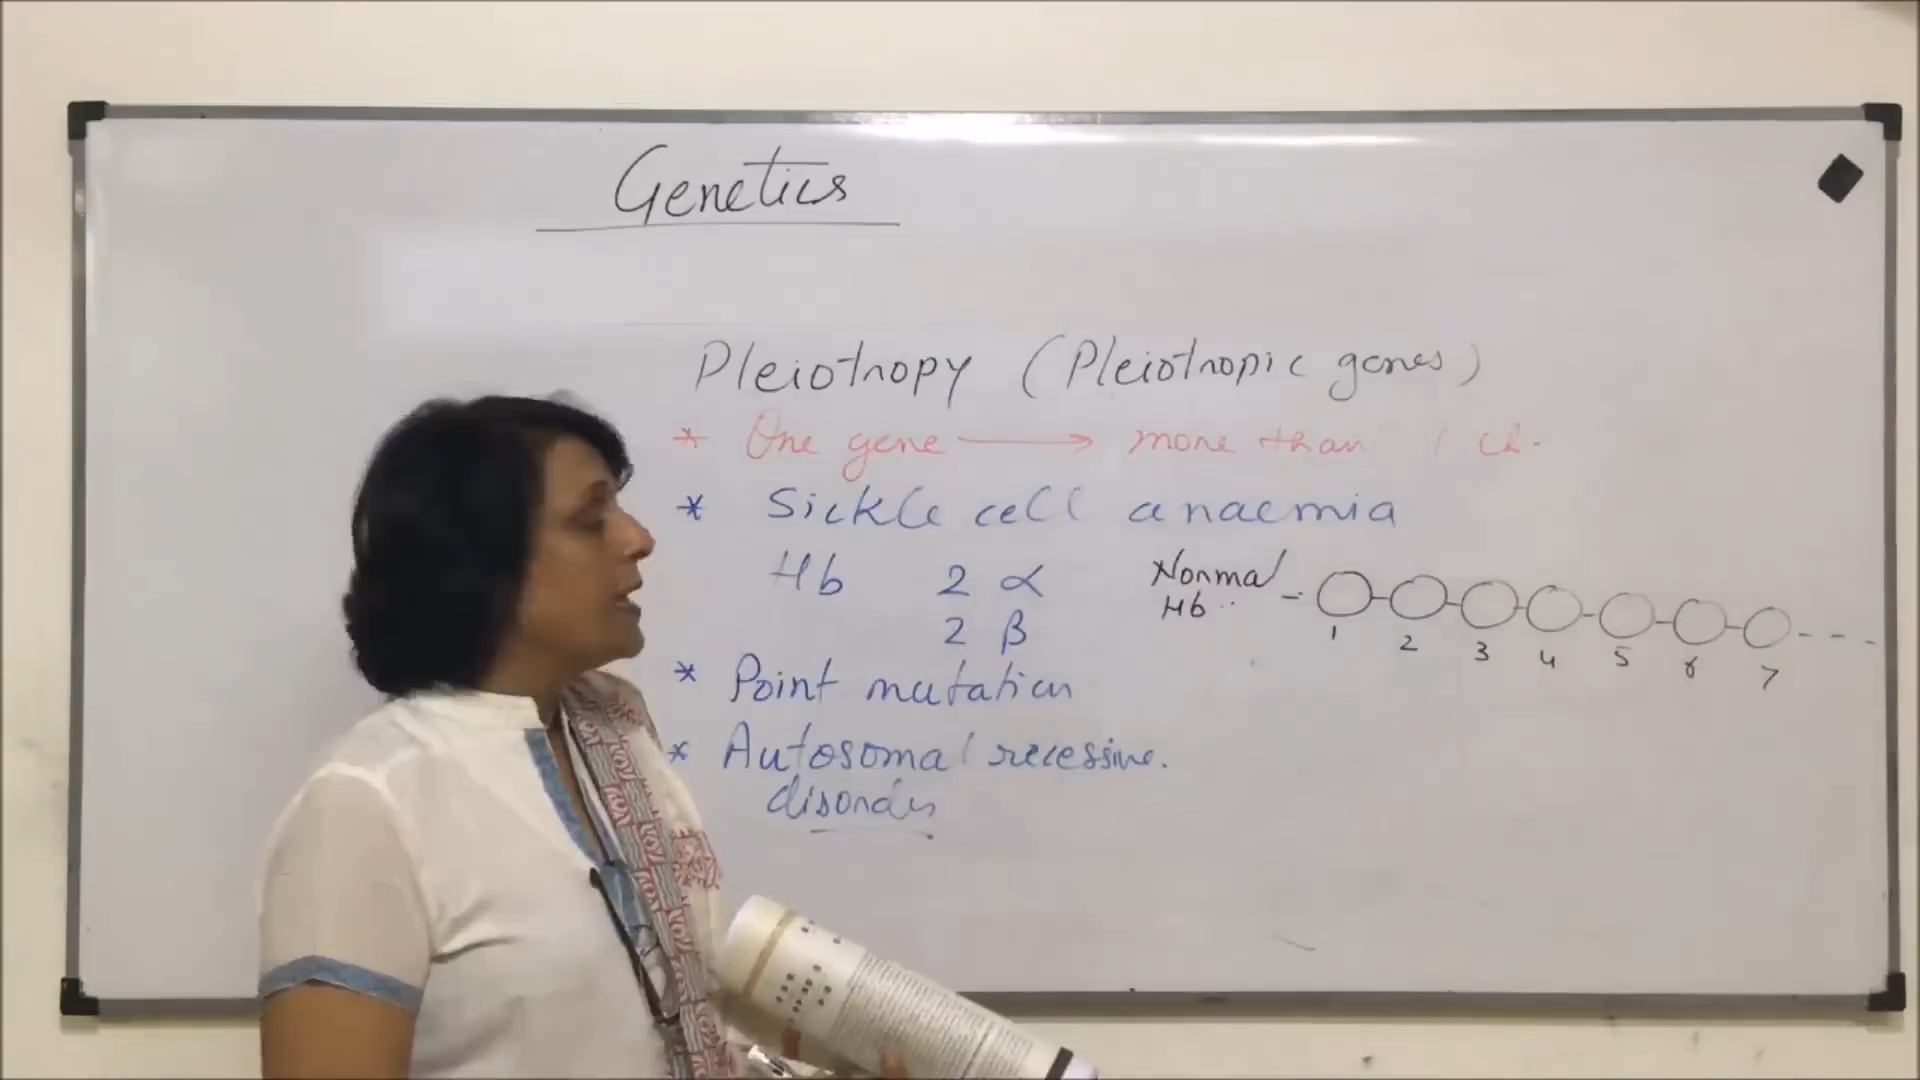 Genetics
Pleiotropy (Pleiotropic genes)
* One gene → more than 1 ch.
* Sickle cell anaemia
Hb 2 α
2 β
Normal
Hb
1 2 3 4 5 6 7
* Point mutation
* Autosomal recessive.
disorder